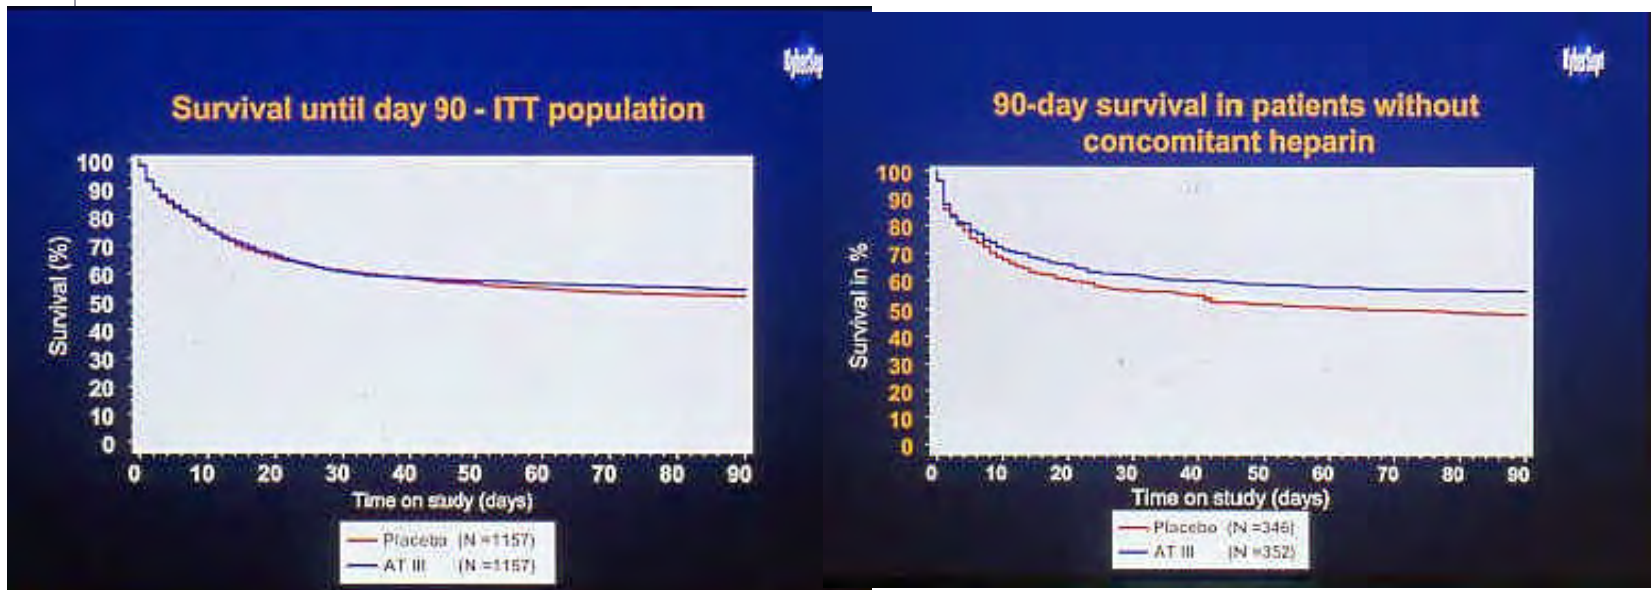 KyberSept
Survival until day 90 - ITT population
Survival (%)
100
90
80
70
60
50
40
30
20
10
0
0 10 20 30 40 50 60 70 80 90
Time on study (days)
Placebo (N =1157)
AT III (N =1157)
KyberSept
90-day survival in patients without
concomitant heparin
Survival in %
100
90
80
70
60
50
40
30
20
10
0
0 10 20 30 40 50 60 70 80 90
Time on study (days)
Placebo (N =346)
AT III (N =352)